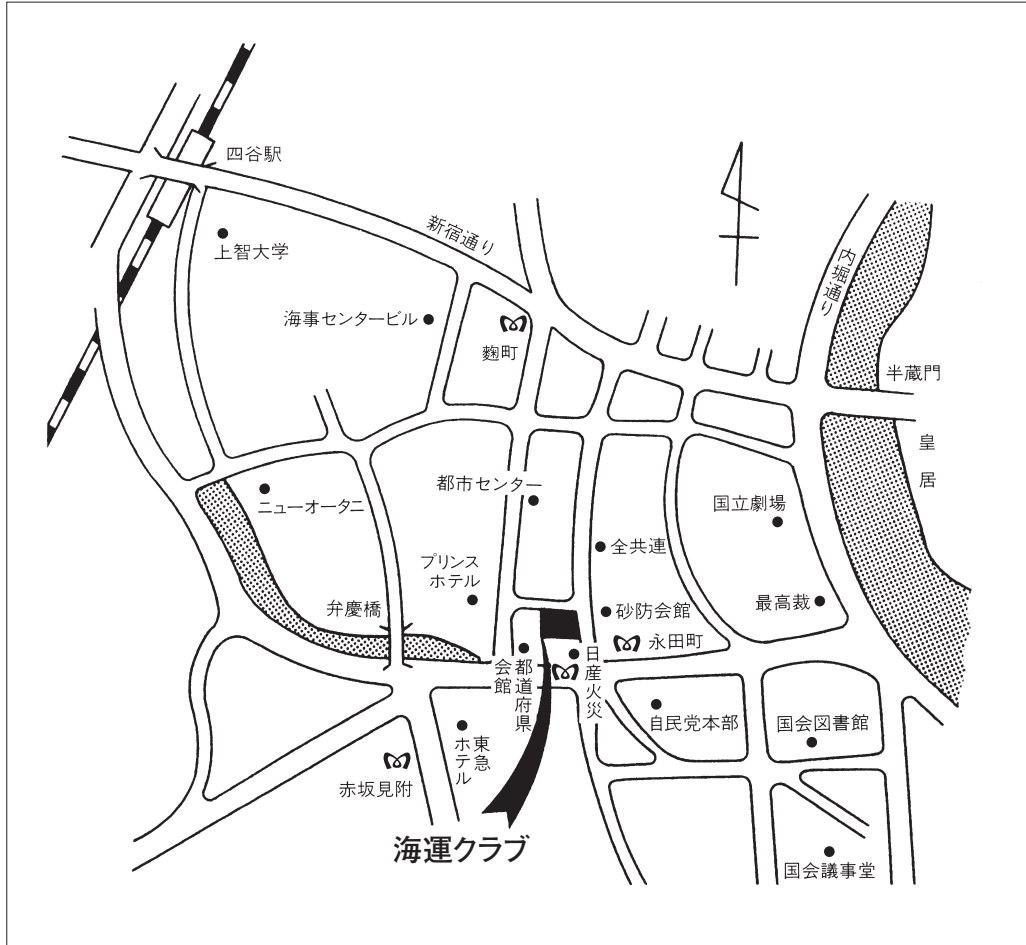 四谷駅
新宿通り
上智大学
内堀通り
海事センタービル
麴町
半蔵門
皇居
都市センター
ニューオータニ
国立劇場
全共連
プリンス
ホテル
弁慶橋
砂防会館
最高裁
永田町
都道府県
会館
日産火災
自民党本部
国会図書館
東急
ホテル
赤坂見附
海運クラブ
国会議事堂